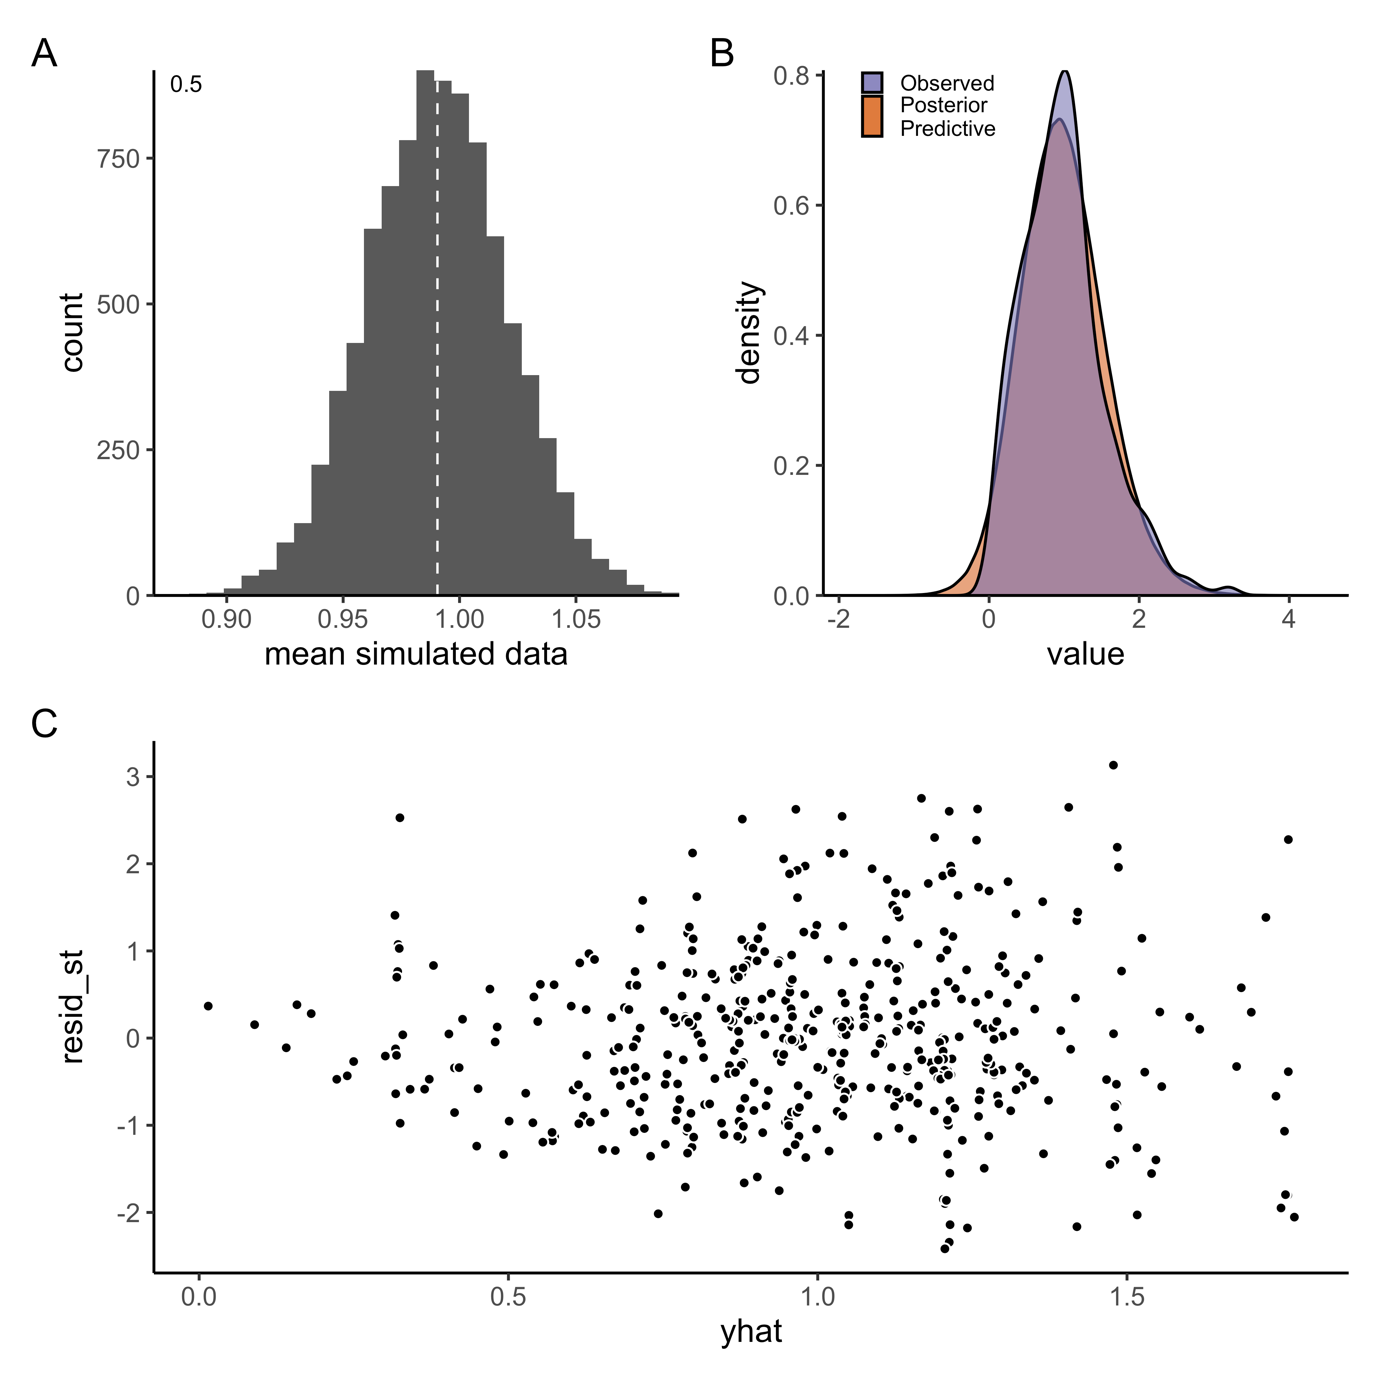 A
0.5
750
500
250
0
count
0.90 0.95 1.00 1.05
mean simulated data
B
Observed
Posterior
Predictive
0.8
0.6
0.4
0.2
0.0
density
-2 0 2 4
value
C
3
2
1
0
-1
-2
resid_st
0.0 0.5 1.0 1.5
yhat